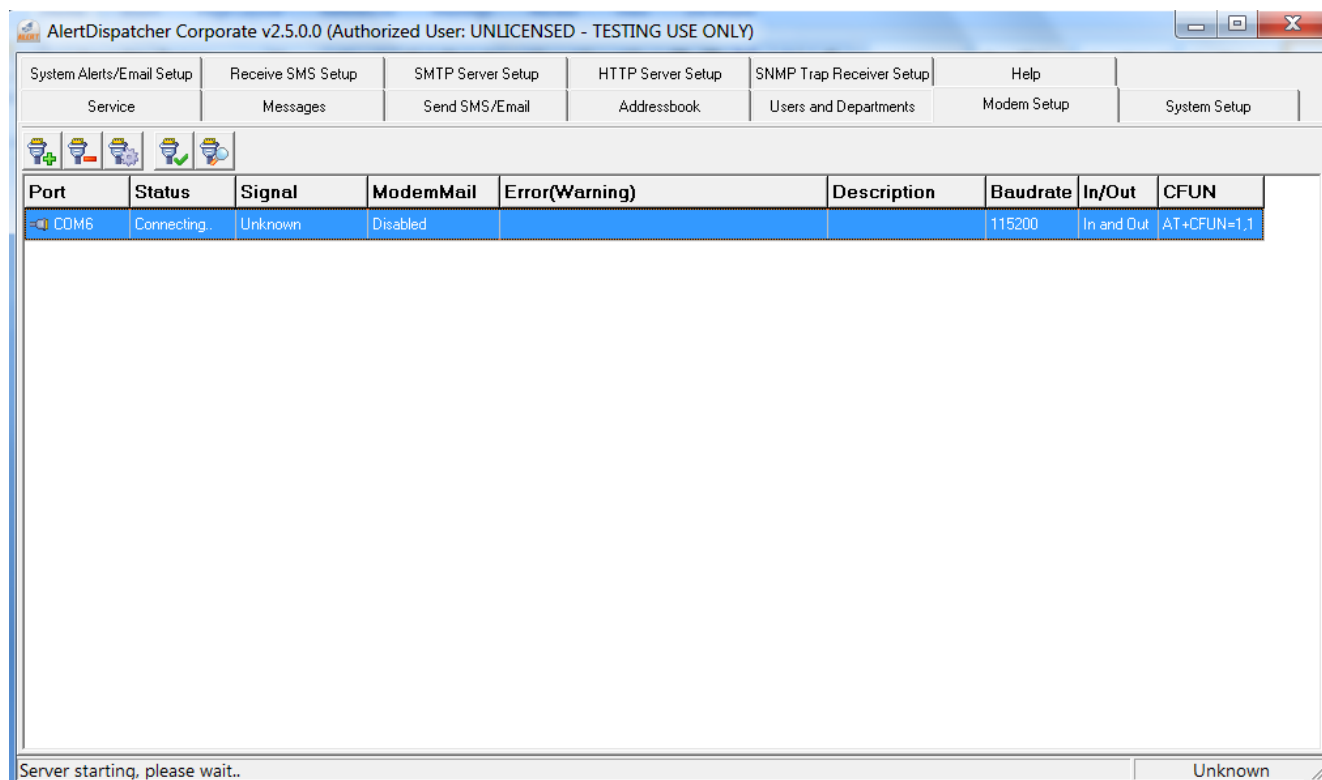 AlertDispatcher Corporate v2.5.0.0 (Authorized User: UNLICENSED - TESTING USE ONLY)
System Alerts/Email Setup Receive SMS Setup SMTP Server Setup HTTP Server Setup SNMP Trap Receiver Setup Help
Service Messages Send SMS/Email Addressbook Users and Departments Modem Setup System Setup
Port Status Signal ModemMail Error(Warning) Description Baudrate In/Out CFUN
COM6 Connecting.. Unknown Disabled 115200 In and Out AT+CFUN=1,1
Server starting, please wait.. Unknown